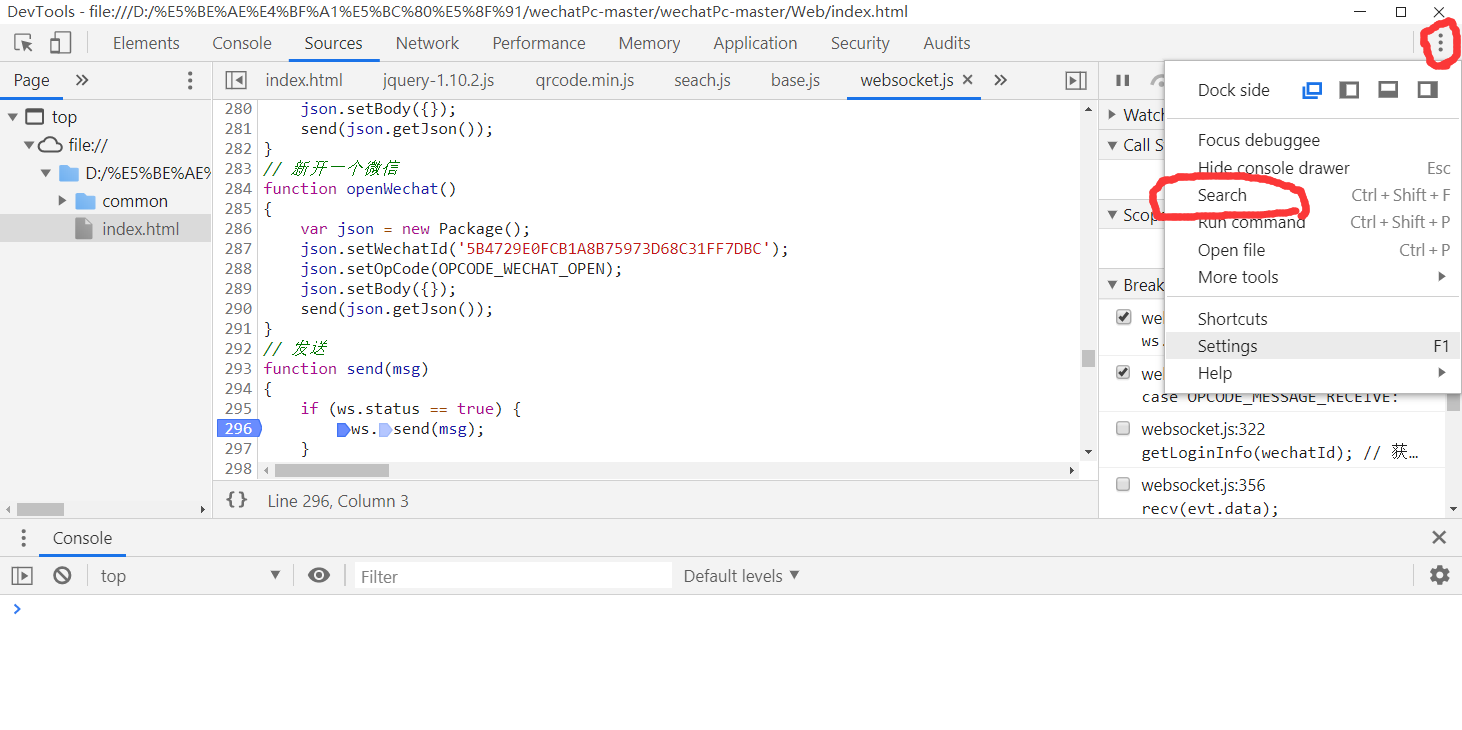 DevTools - file:///D:/%E5%BE%AE%E4%BF%A1%E5%BC%80%E5%8F%91/wechatPc-master/wechatPc-master/Web/index.html
Elements Console Sources Network Performance Memory Application Security Audits
Page
index.html jquery-1.10.2.js qrcode.min.js seach.js base.js websocket.js
top
file://
D:/%E5%BE%AE%
common
index.html
280 json.setBody({});
281 send(json.getJson());
282 }
283 // 新开一个微信
284 function openWechat()
285 {
286 var json = new Package();
287 json.setWechatId('5B4729E0FCB1A8B75973D68C31FF7DBC');
288 json.setOpCode(OPCODE_WECHAT_OPEN);
289 json.setBody({});
290 send(json.getJson());
291 }
292 // 发送
293 function send(msg)
294 {
295 if (ws.status == true) {
296 ws.send(msg);
297 }
298
{} Line 296, Column 3
Watch
Call S
Scop
Break
we
ws.
we
case OPCODE_MESSAGE_RECEIVE:
websocket.js:322
getLoginInfo(wechatId); // 获…
websocket.js:356
recv(evt.data);
Dock side
Focus debuggee
Hide console drawer Esc
Search Ctrl + Shift + F
Run command Ctrl + Shift + P
Open file Ctrl + P
More tools
Shortcuts
Settings F1
Help
Console
top Filter Default levels